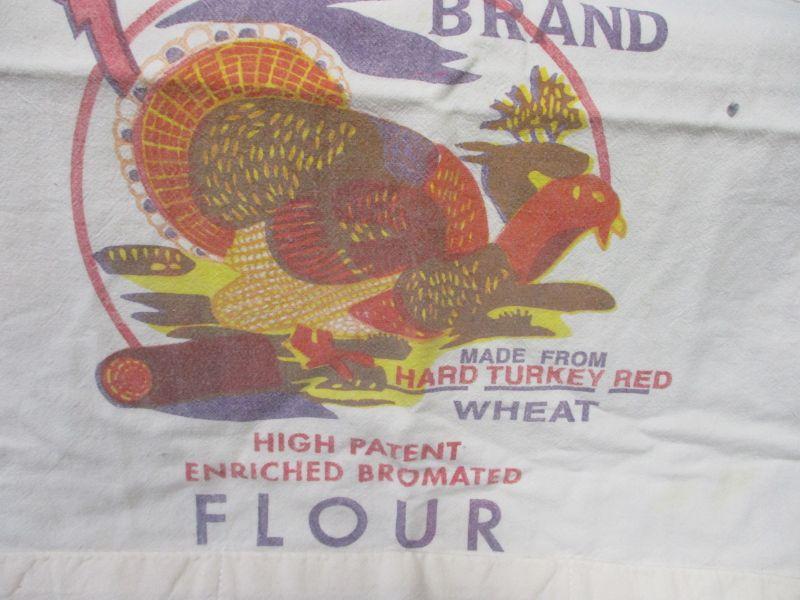 BRAND
MADE FROM
HARD TURKEY RED
WHEAT
HIGH PATENT
ENRICHED BROMATED
FLOUR